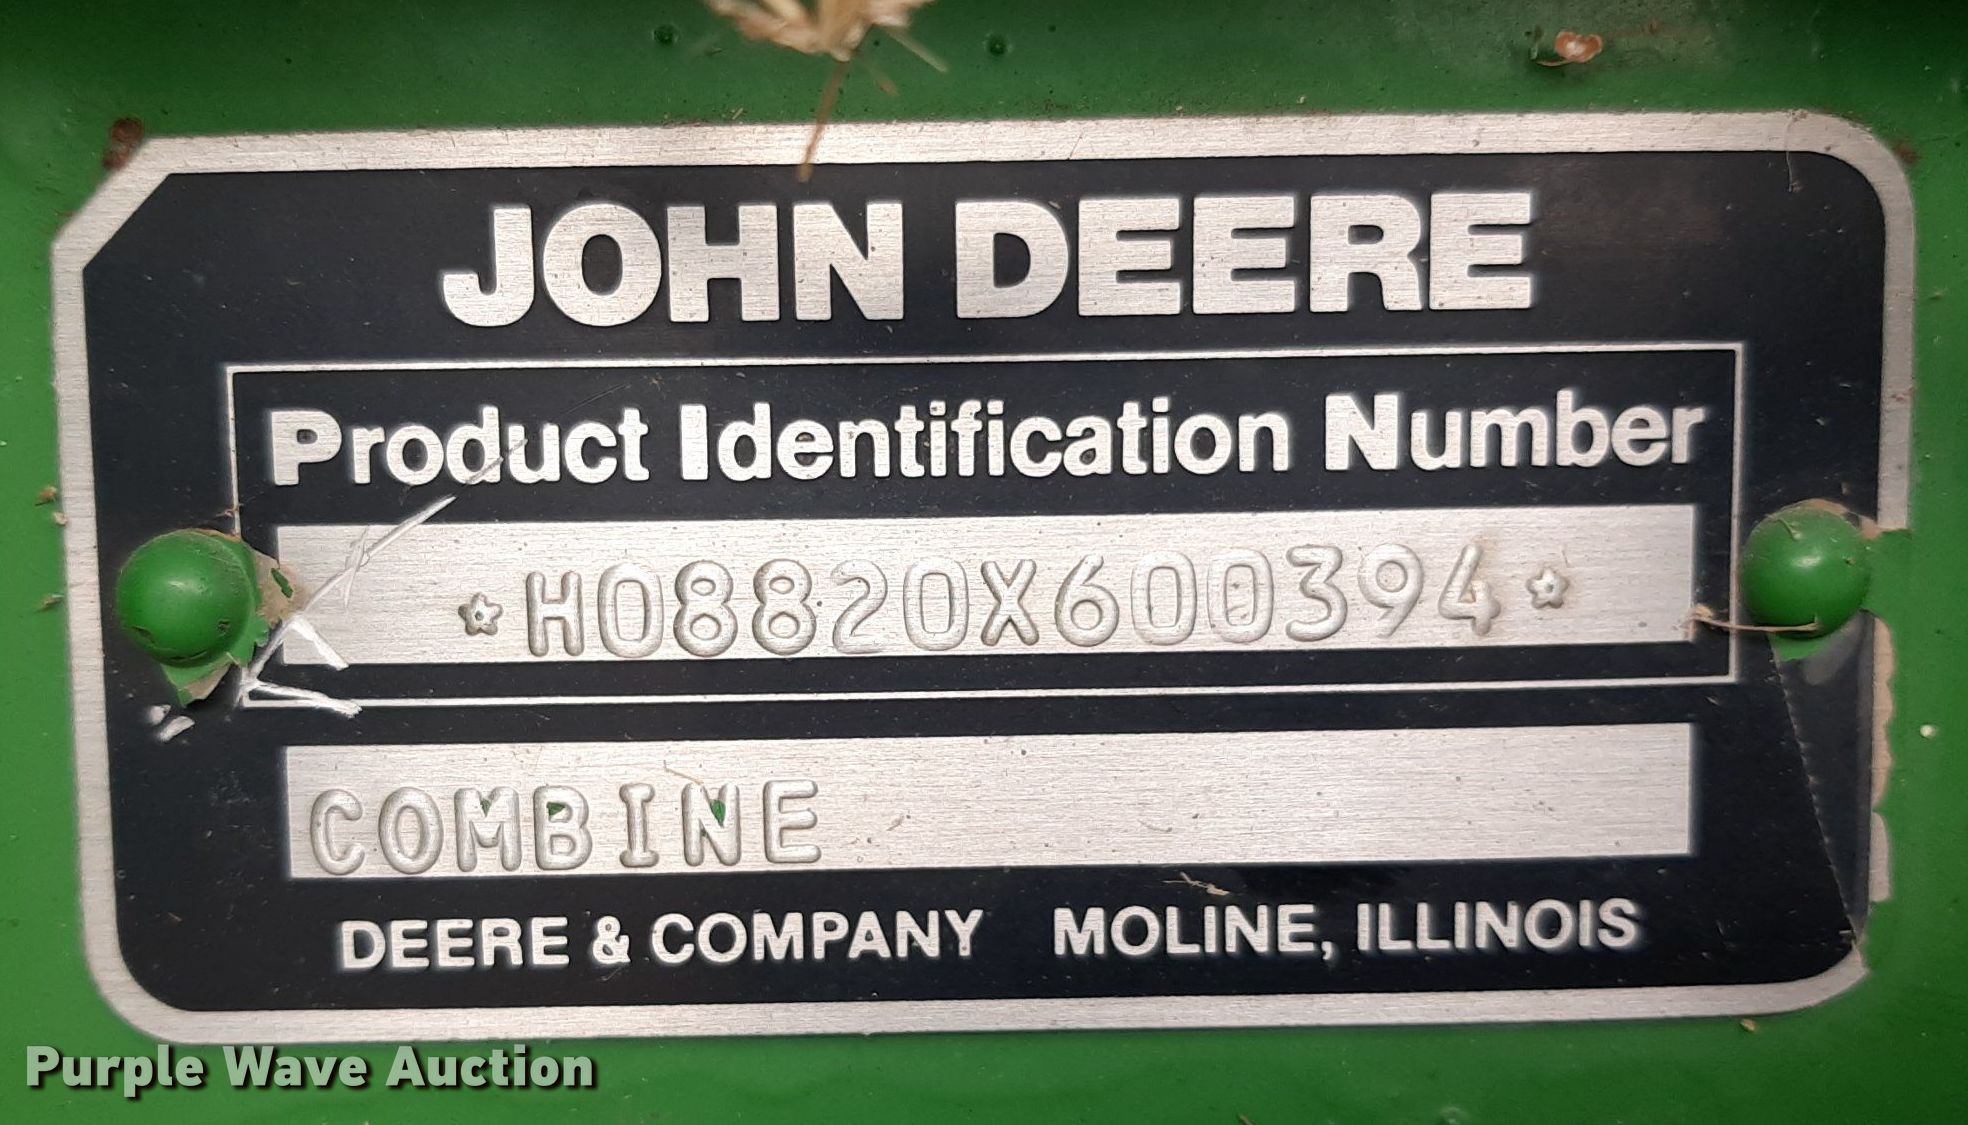 JOHN DEERE
Product Identification Number
*H08820X600394*
COMBINE
DEERE & COMPANY MOLINE, ILLINOIS
Purple Wave Auction